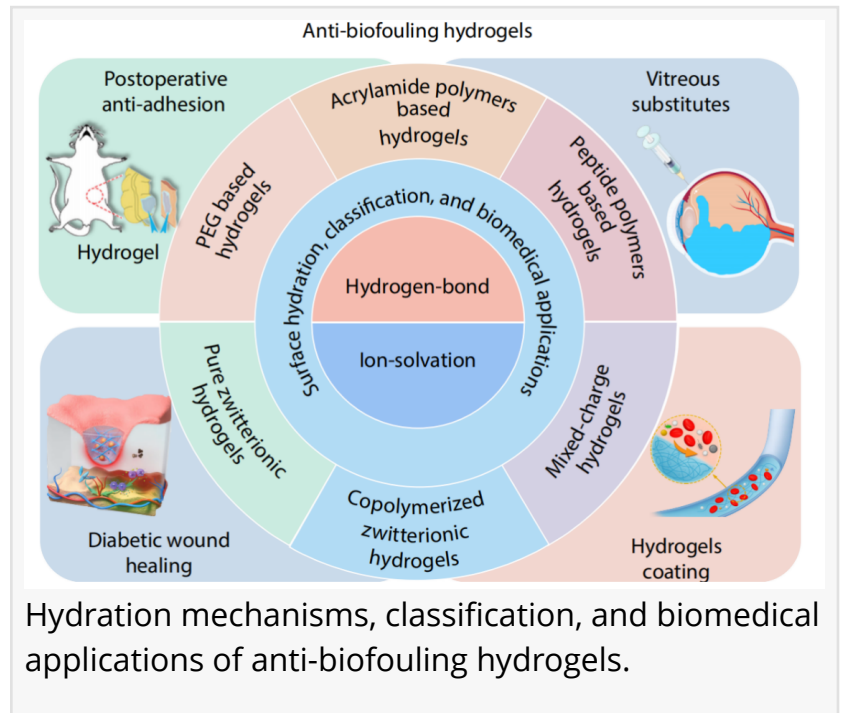 Anti-biofouling hydrogels
Postoperative
anti-adhesion
Hydrogel
Vitreous
substitutes
Acrylamide polymers
based
hydrogels
PEG based
hydrogels
Peptide polymers
based
hydrogels
Surface hydration, classification, and biomedical applications
Hydrogen-bond
Ion-solvation
Pure zwitterionic
hydrogels
Mixed-charge
hydrogels
Copolymerized
zwitterionic
hydrogels
Diabetic wound
healing
Hydrogels
coating
Hydration mechanisms, classification, and biomedical
applications of anti-biofouling hydrogels.